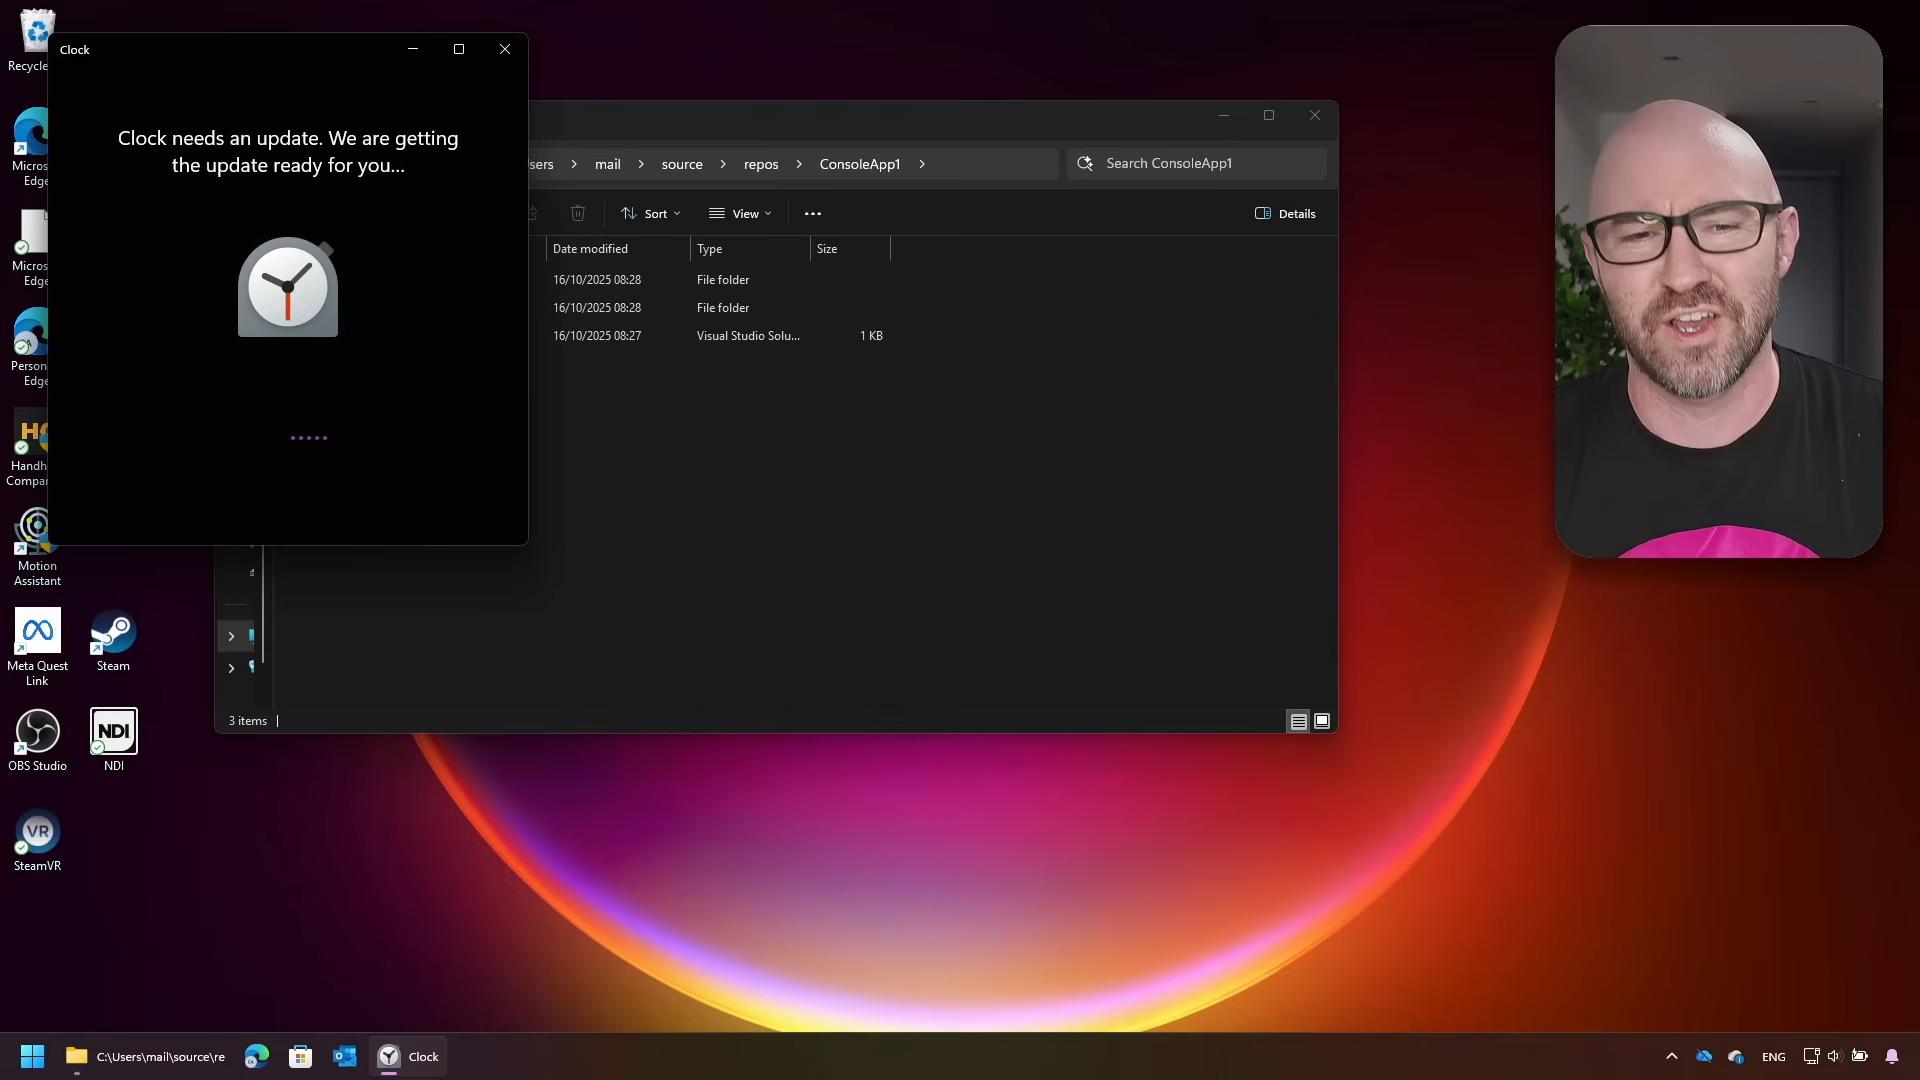 Recycle
Micros
Edge
Micros
Edge
Person
Edge
Handh
Compar
Motion
Assistant
Meta Quest
Link
Steam
OBS Studio
NDI
NDI
VR
SteamVR
Clock
Clock needs an update. We are getting
the update ready for you...
sers > mail > source > repos > ConsoleApp1 >
Search ConsoleApp1
Sort
View
Details
Date modified Type Size
16/10/2025 08:28 File folder
16/10/2025 08:28 File folder
16/10/2025 08:27 Visual Studio Solu... 1 KB
3 items
C:\Users\mail\source\re
Clock
ENG